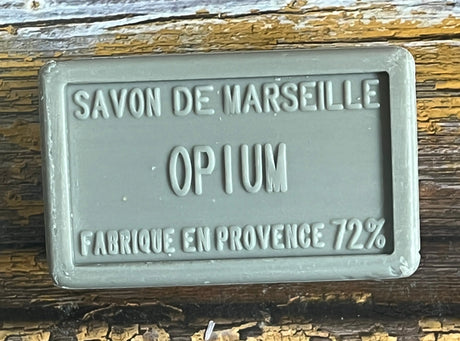 SAVON DE MARSEILLE
OPIUM
FABRIQUE EN PROVENCE 72%